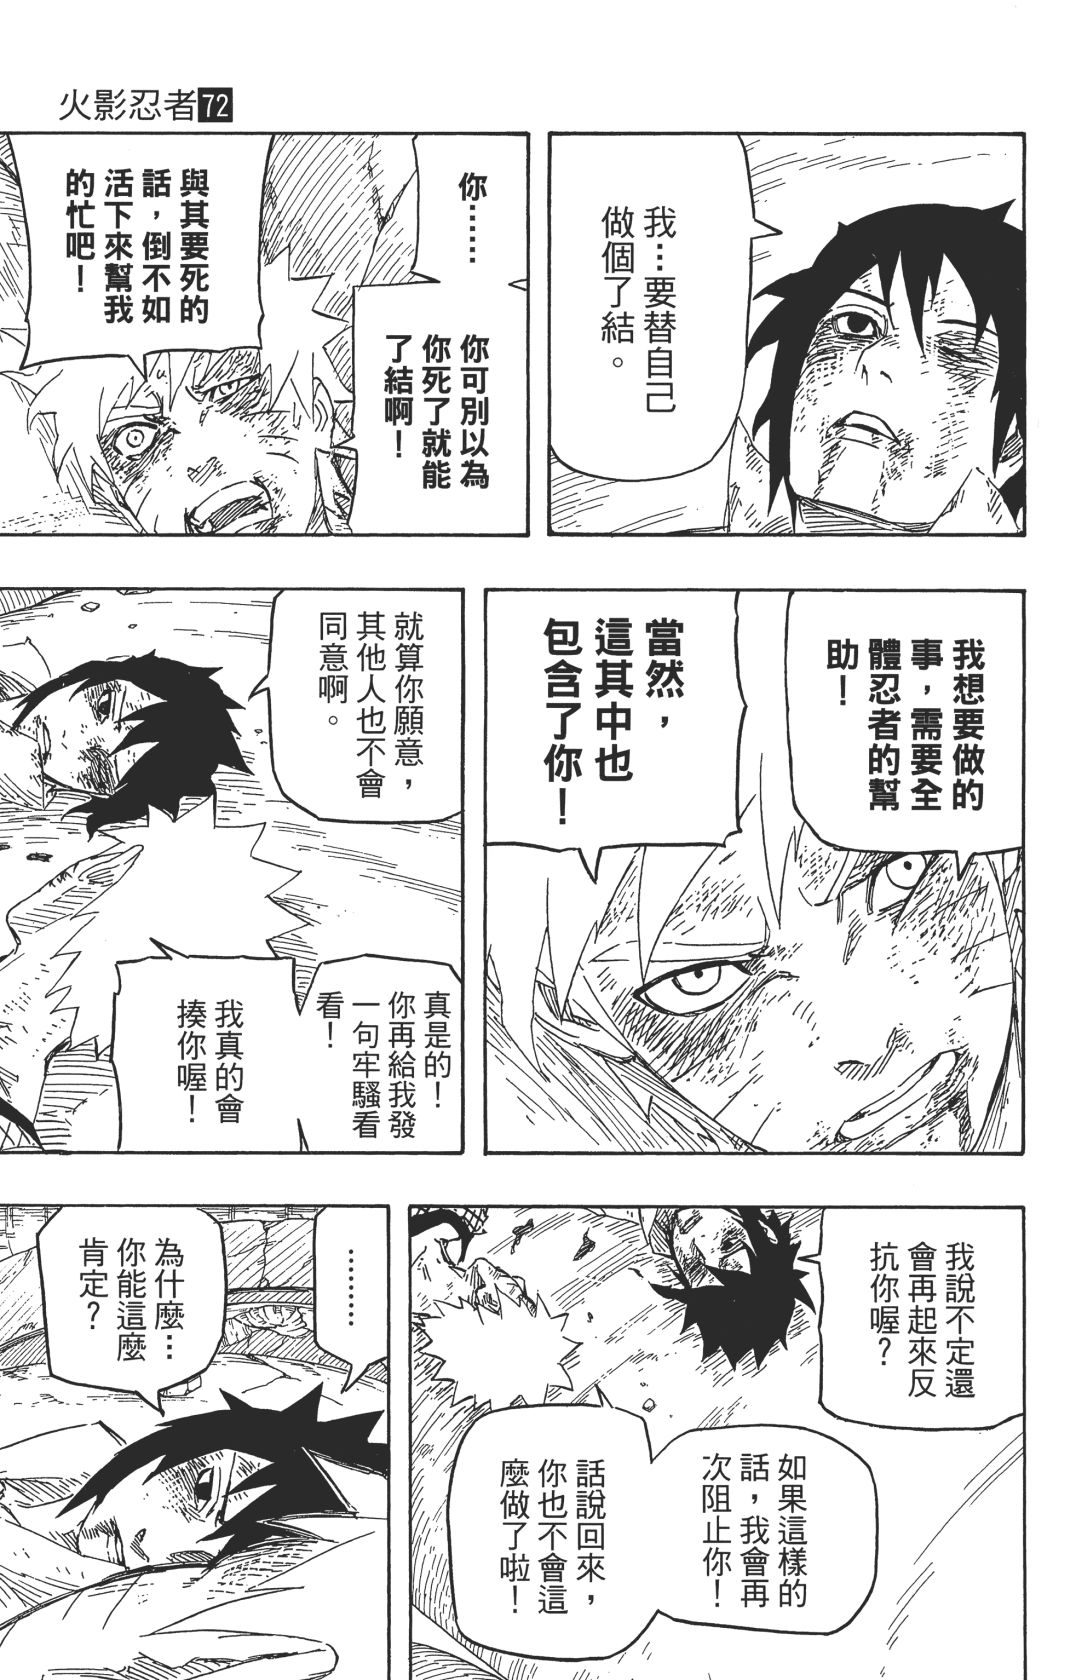 火影忍者72
我…要替自己
做個了結。
你……
你可別以為
你死了就能
了結啊！
與其要死的
話，倒不如
活下來幫我
的忙吧！
我想要做的
事，需要全
體忍者的幫
助！
當然，
這其中也
包含了你！
就算你願意，
其他人也不會
同意啊。
真是的！
你再給我發
一句牢騷看
看！
我真的會
揍你喔！
我說不定還
會再起來反
抗你喔？
如果這樣的
話，我會再
次阻止你！
話說回來，
你也不會這
麼做了啦！
………
為什麼…
你能這麼
肯定？